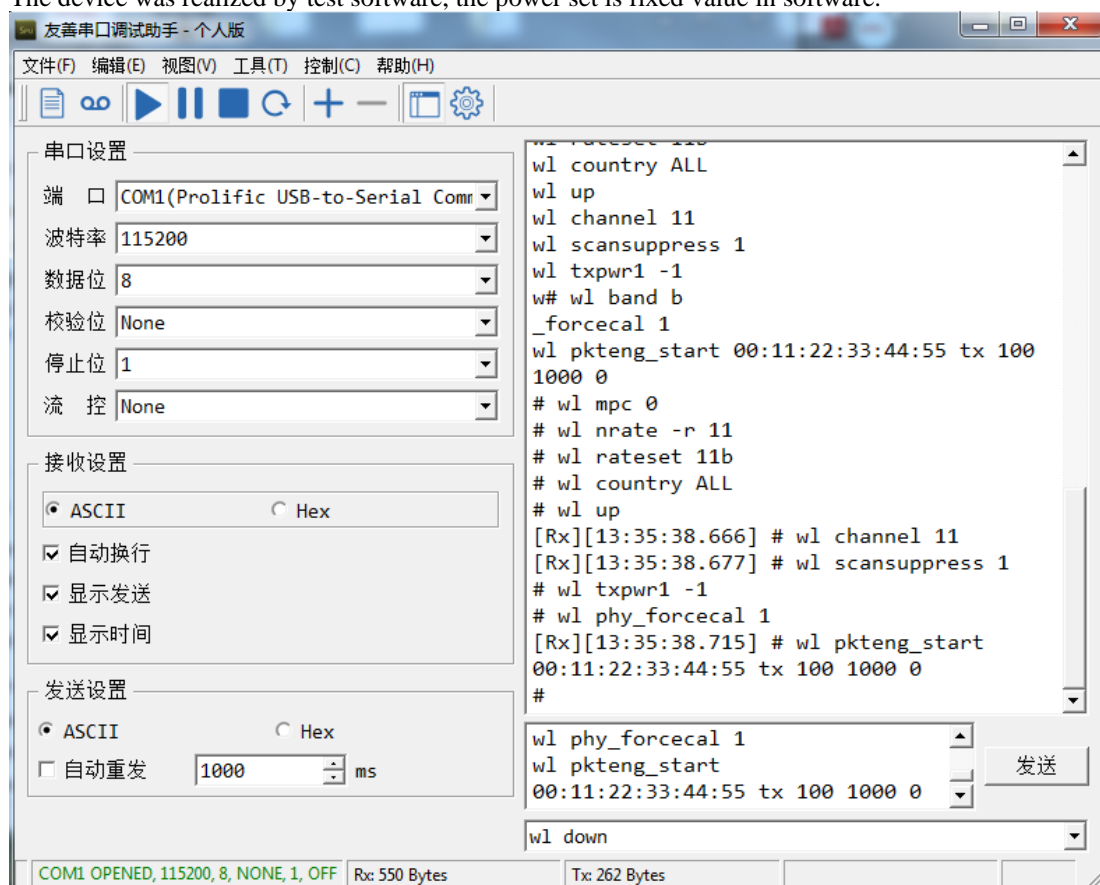 The device was realized by test software, the power set is fixed value in software.
友善串口调试助手 - 个人版
文件(F) 编辑(E) 视图(V) 工具(T) 控制(C) 帮助(H)
串口设置
端 口 COM1(Prolific USB-to-Serial Comm
波特率 115200
数据位 8
校验位 None
停止位 1
流 控 None
接收设置
ASCII Hex
自动换行
显示发送
显示时间
发送设置
ASCII Hex
自动重发 1000 ms
wl rateset 11b
wl country ALL
wl up
wl channel 11
wl scansuppress 1
wl txpwr1 -1
w# wl band b
_forcecal 1
wl pkteng_start 00:11:22:33:44:55 tx 100
1000 0
# wl mpc 0
# wl nrate -r 11
# wl rateset 11b
# wl country ALL
# wl up
[Rx][13:35:38.666] # wl channel 11
[Rx][13:35:38.677] # wl scansuppress 1
# wl txpwr1 -1
# wl phy_forcecal 1
[Rx][13:35:38.715] # wl pkteng_start
00:11:22:33:44:55 tx 100 1000 0
#
wl phy_forcecal 1
wl pkteng_start
00:11:22:33:44:55 tx 100 1000 0
发送
wl down
COM1 OPENED, 115200, 8, NONE, 1, OFF Rx: 550 Bytes Tx: 262 Bytes